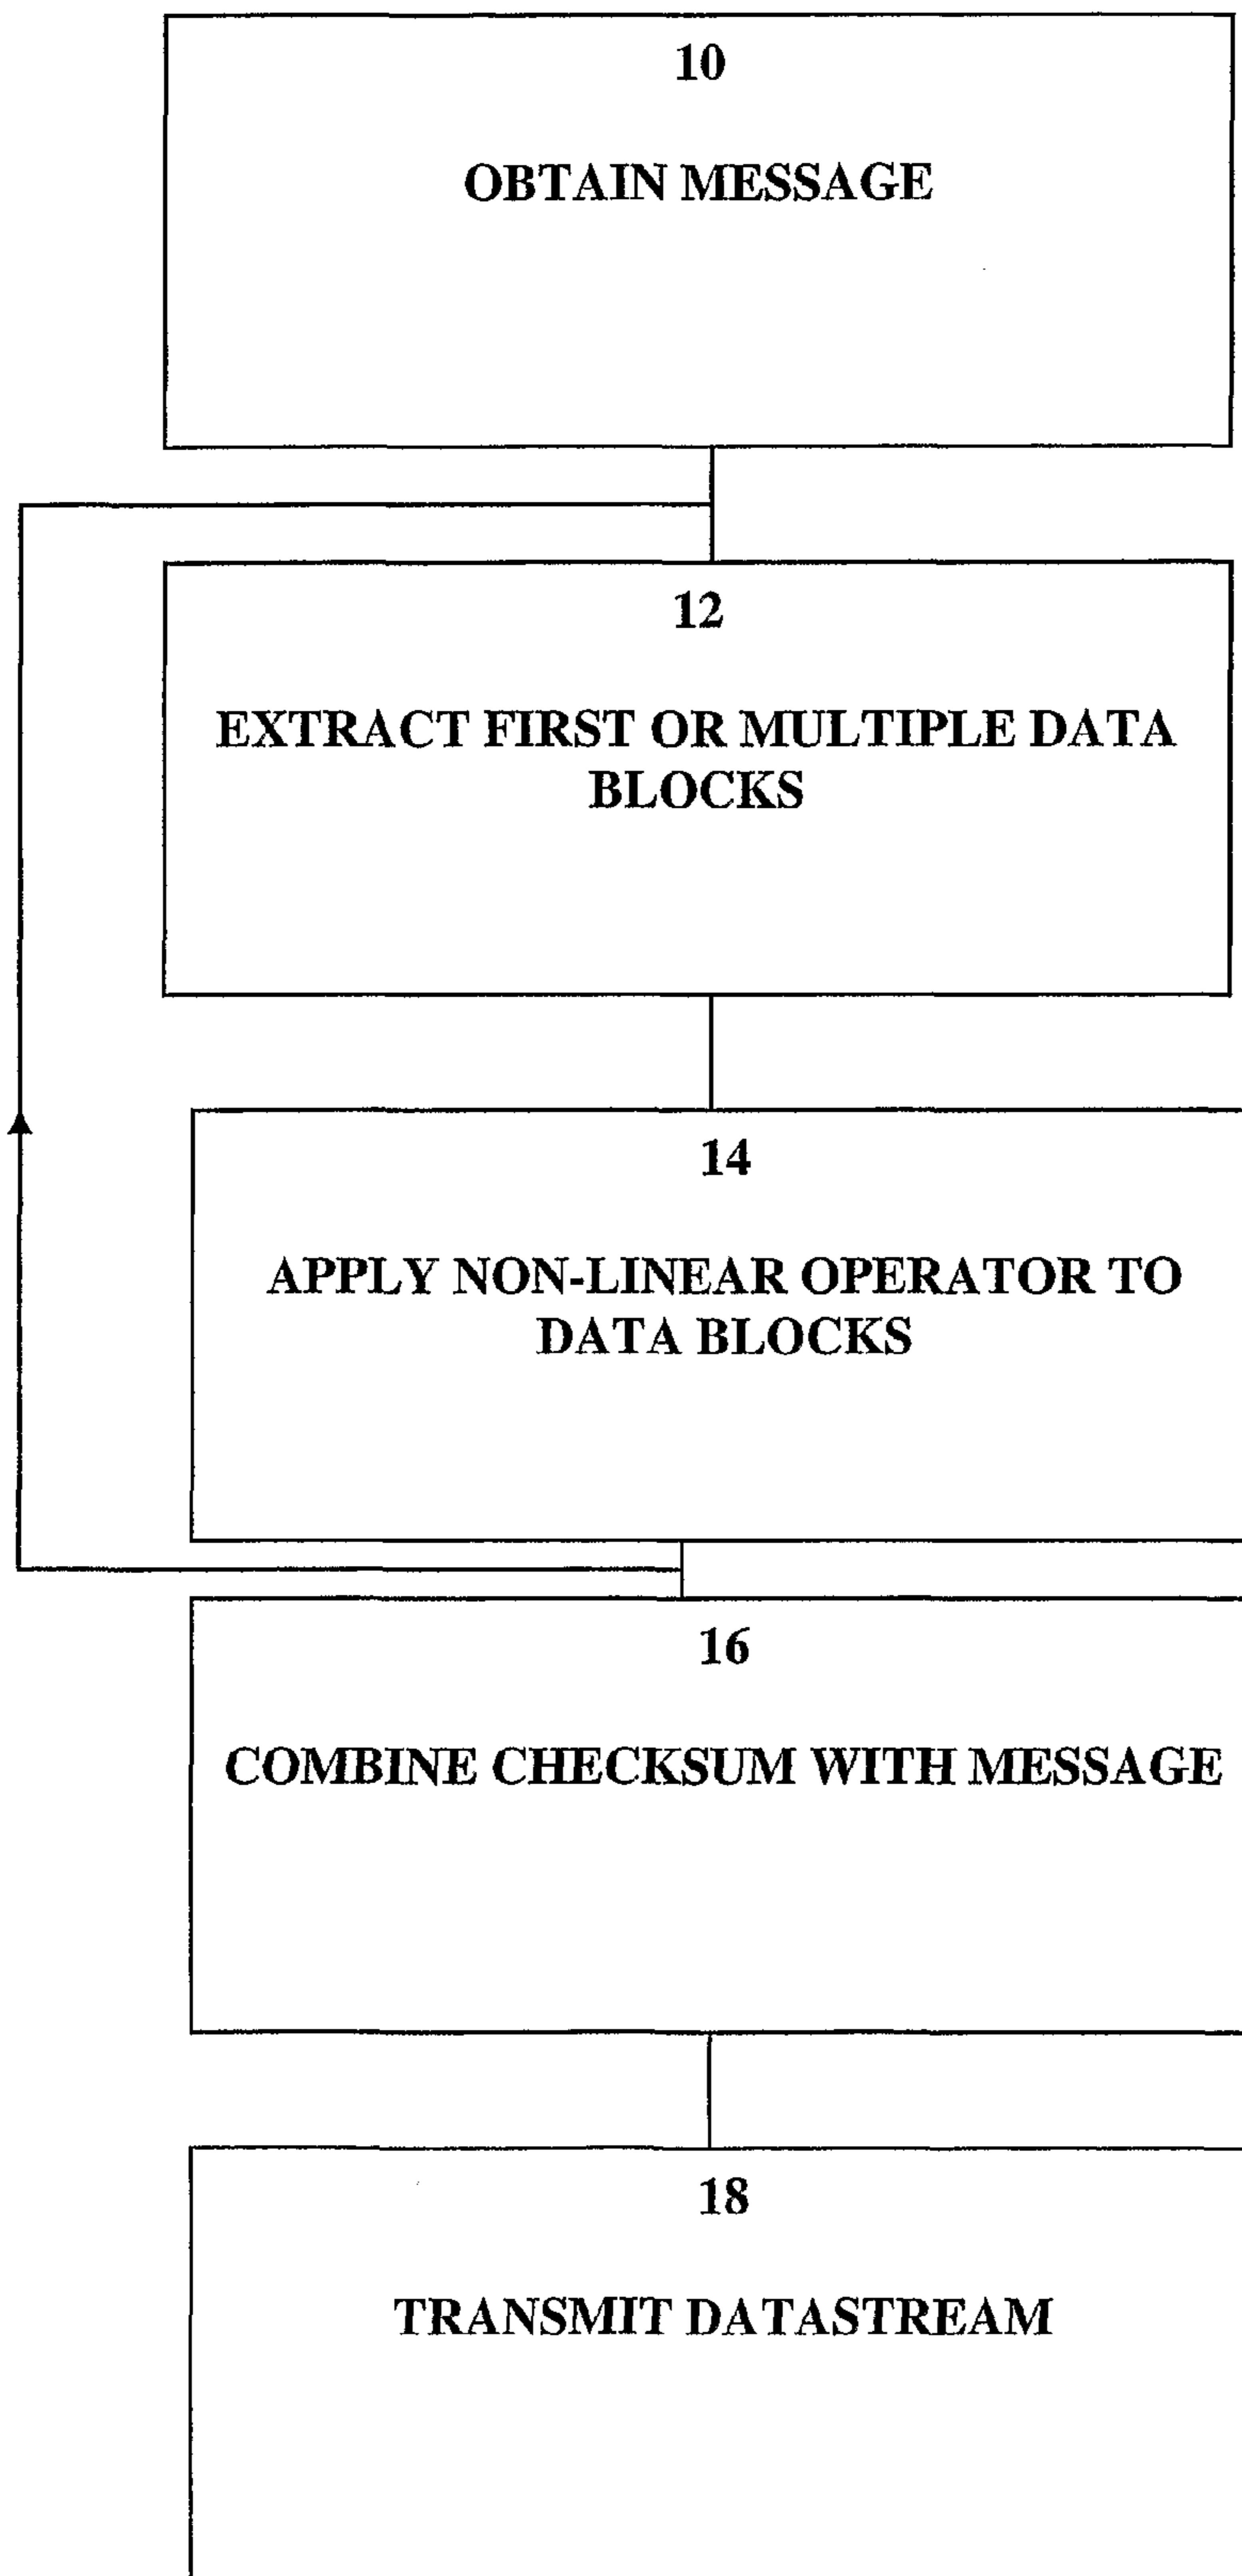 10
OBTAIN MESSAGE
12
EXTRACT FIRST OR MULTIPLE DATA
BLOCKS
14
APPLY NON-LINEAR OPERATOR TO
DATA BLOCKS
16
COMBINE CHECKSUM WITH MESSAGE
18
TRANSMIT DATASTREAM